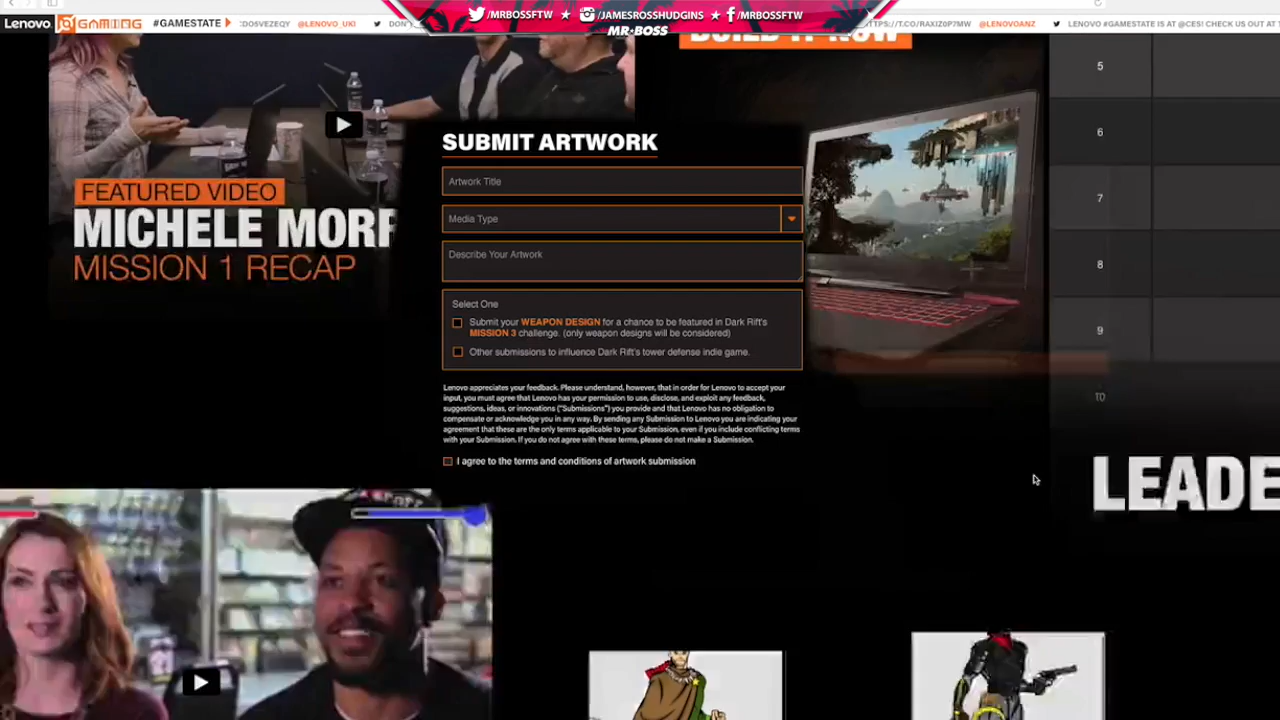 /MRBOSSFTW
/JAMESROSSHUDGINS
/MRBOSSFTW
MR BOSS
Lenovo GAMING #GAMESTATE
@LENOVO_UKI
@LENOVOANZ
LENOVO #GAMESTATE IS AT @CES! CHECK US OUT AT
BUILD IT NOW
5
6
7
8
9
10
FEATURED VIDEO
MICHELE MORR
MISSION 1 RECAP
SUBMIT ARTWORK
Artwork Title
Media Type
Describe Your Artwork
Select One
Submit your WEAPON DESIGN for a chance to be featured in Dark Rift's
MISSION 3 challenge. (only weapon designs will be considered)
Other submissions to influence Dark Rift's tower defense indie game.
Lenovo appreciates your feedback. Please understand, however, that in order for Lenovo to accept your
input, you must agree that Lenovo has your permission to use, disclose, and exploit any feedback,
suggestions, ideas, or innovations ("Submissions") you provide and that Lenovo has no obligation to
compensate or acknowledge you in any way. By sending any Submission to Lenovo you are indicating your
agreement that these are the only terms applicable to your Submission, even if you include conflicting terms
with your Submission. If you do not agree with these terms, please do not make a Submission.
I agree to the terms and conditions of artwork submission
LEADE